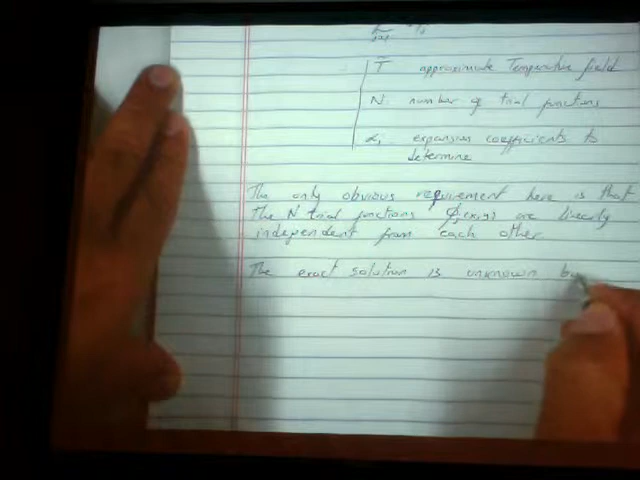 T̃ approximate Temperature field
N number of trial functions
αᵢ expansion coefficients to
determine
The only obvious requirement here is that
The N trial functions ϕᵢ(x,y) are linearly
independent from each other
The exact solution is unknown